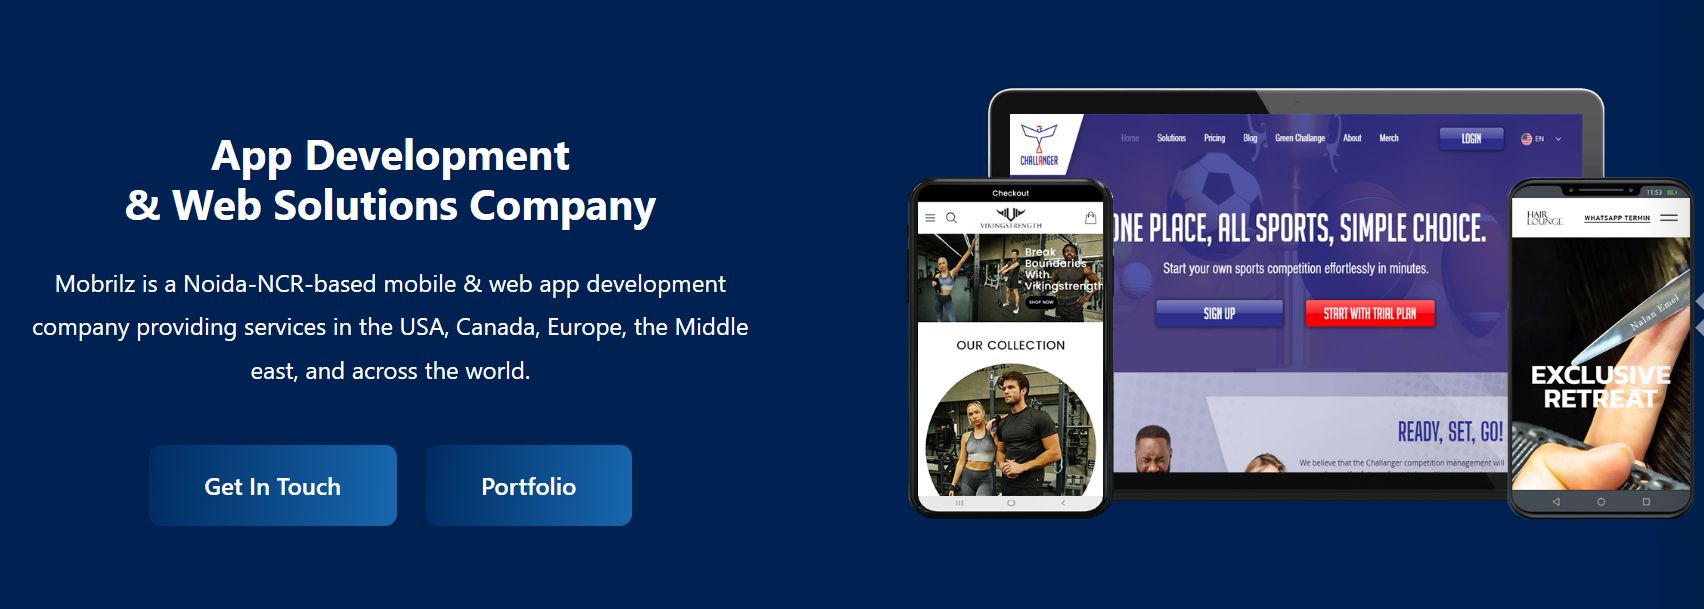 App Development
& Web Solutions Company
Mobrilz is a Noida-NCR-based mobile & web app development
company providing services in the USA, Canada, Europe, the Middle
east, and across the world.
Get In Touch
Portfolio
Checkout
VIKINGSTRENGTH
Break
Boundaries
With
Vikingstrength
SHOP NOW
OUR COLLECTION
CHALLANGER
Home Solutions Pricing Blog Green Challange About Merch
LOGIN
EN
ONE PLACE, ALL SPORTS, SIMPLE CHOICE.
Start your own sports competition effortlessly in minutes.
SIGN UP
START WITH TRIAL PLAN
READY, SET, GO!
We believe that the Challanger competition management will
11:53
HAIR
LOUNGE
WHATSAPP TERMIN
Nalan Emel
EXCLUSIVE
RETREAT